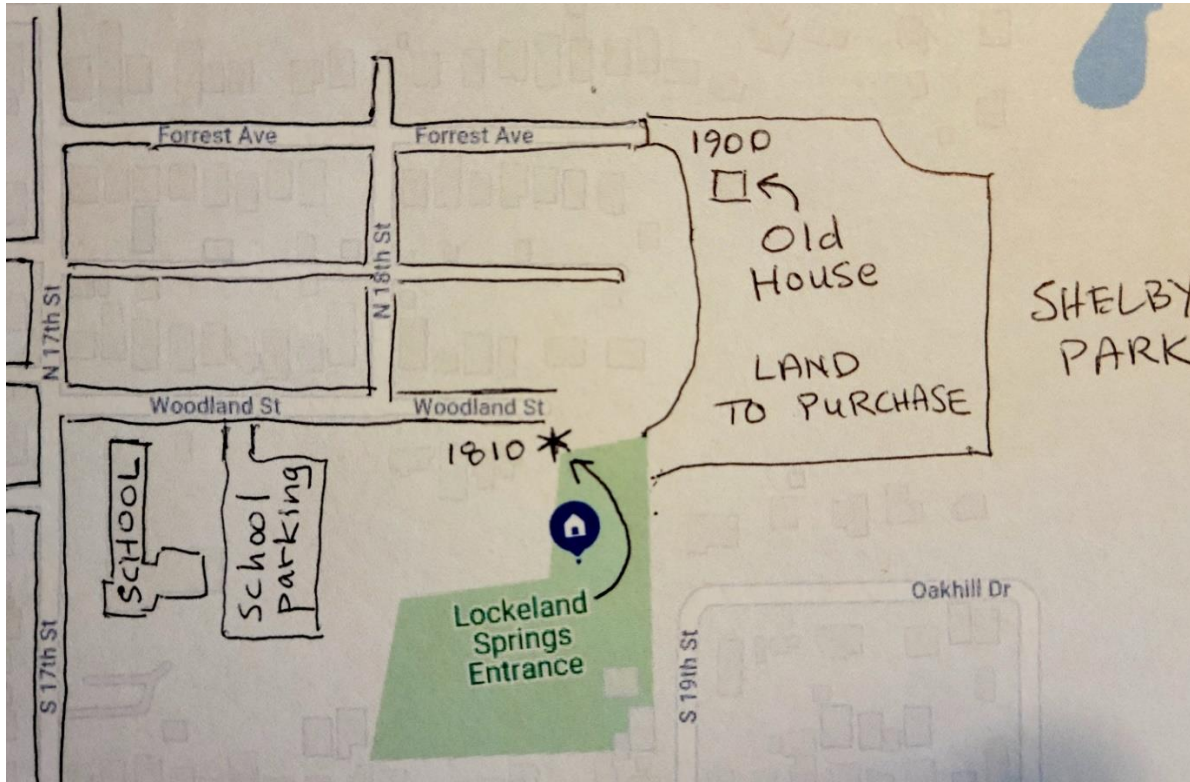 Forrest Ave
Forrest Ave
1900
Old
House
N 18th St
N 17th St
SHELBY
PARK
LAND
TO PURCHASE
Woodland St
Woodland St
1810
SCHOOL
School
parking
Lockeland
Springs
Entrance
Oakhill Dr
S 17th St
S 19th St